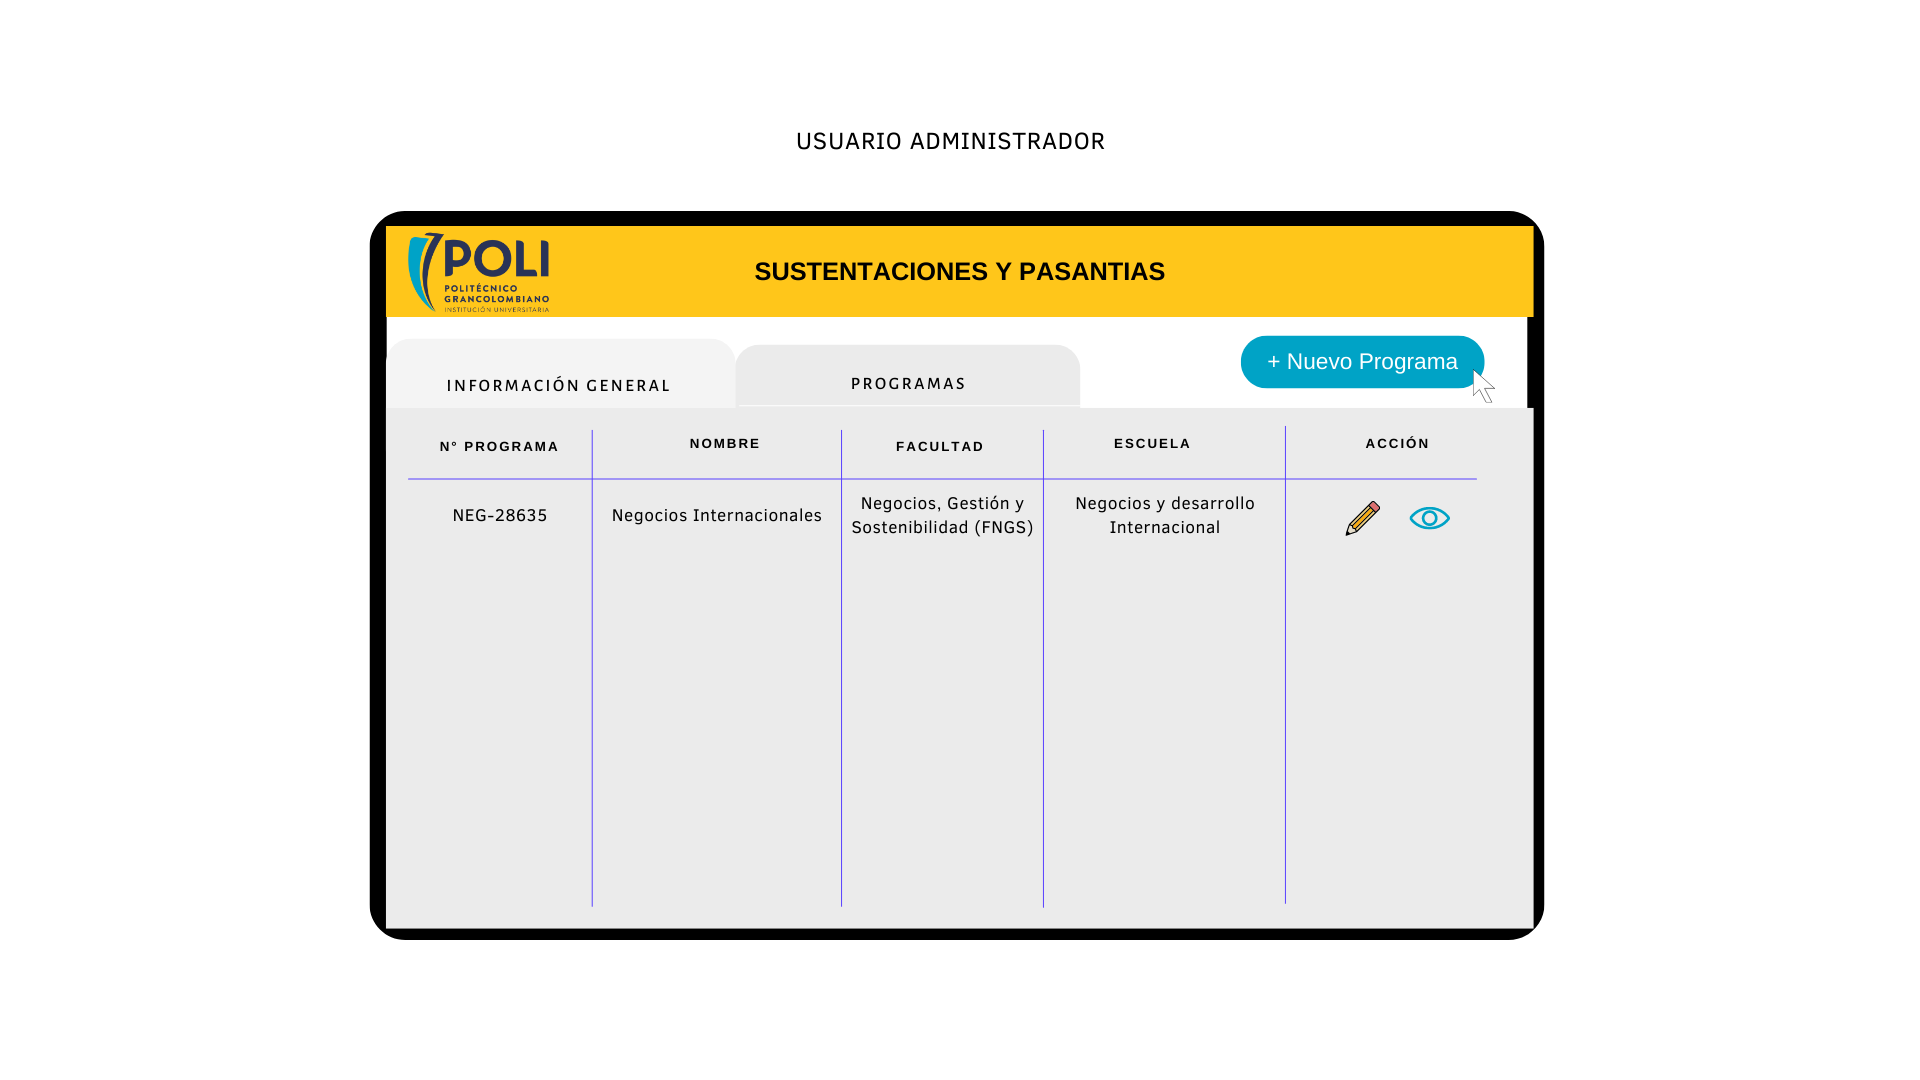 USUARIO ADMINISTRADOR
POLI
POLITÉCNICO
GRANCOLOMBIANO
INSTITUCIÓN UNIVERSITARIA
SUSTENTACIONES Y PASANTIAS
INFORMACIÓN GENERAL
PROGRAMAS
+ Nuevo Programa
N° PROGRAMA
NOMBRE
FACULTAD
ESCUELA
ACCIÓN
NEG-28635
Negocios Internacionales
Negocios, Gestión y
Sostenibilidad (FNGS)
Negocios y desarrollo
Internacional